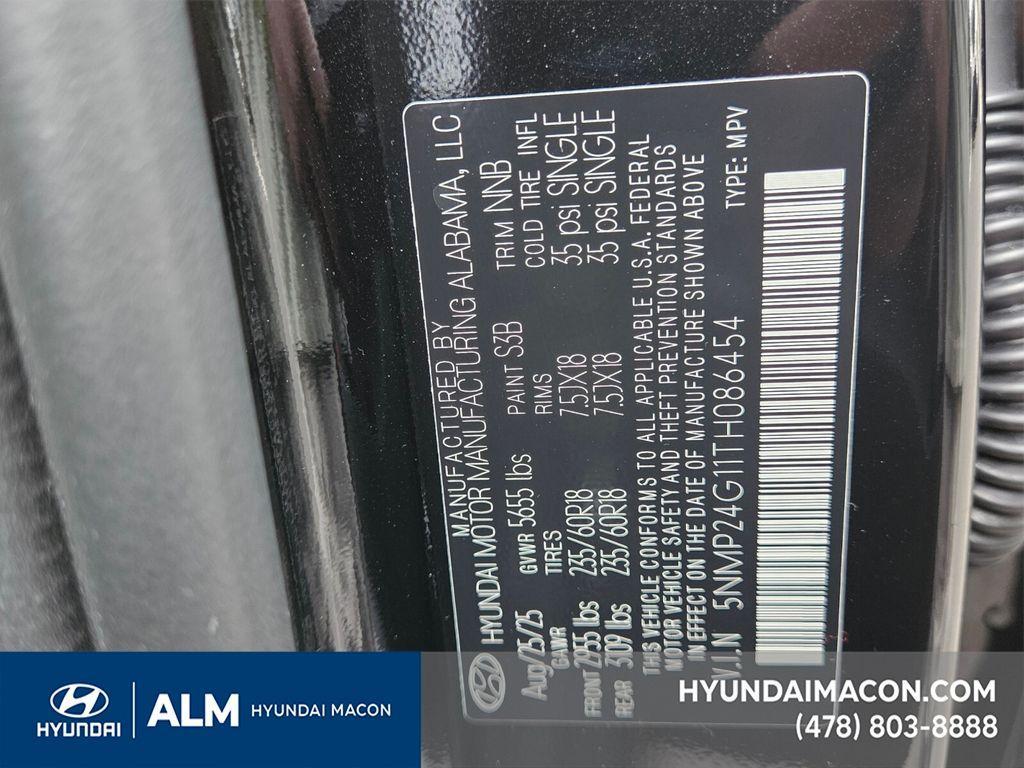 MANUFACTURED BY
HYUNDAI MOTOR MANUFACTURING ALABAMA, LLC
Aug/25/25 GVWR 5655 lbs PAINT S3B TRIM NNB
GAWR TIRES RIMS COLD TIRE INFL
FRONT 2955 lbs 235/60R18 7.5JX18 35 psi SINGLE
REAR 3109 lbs 235/60R18 7.5JX18 35 psi SINGLE
THIS VEHICLE CONFORMS TO ALL APPLICABLE U.S.A. FEDERAL
MOTOR VEHICLE SAFETY AND THEFT PREVENTION STANDARDS
IN EFFECT ON THE DATE OF MANUFACTURE SHOWN ABOVE
V.I.N 5NMP24G11TH086454 TYPE: MPV
HYUNDAI
ALM HYUNDAI MACON
HYUNDAIMACON.COM
(478) 803-8888